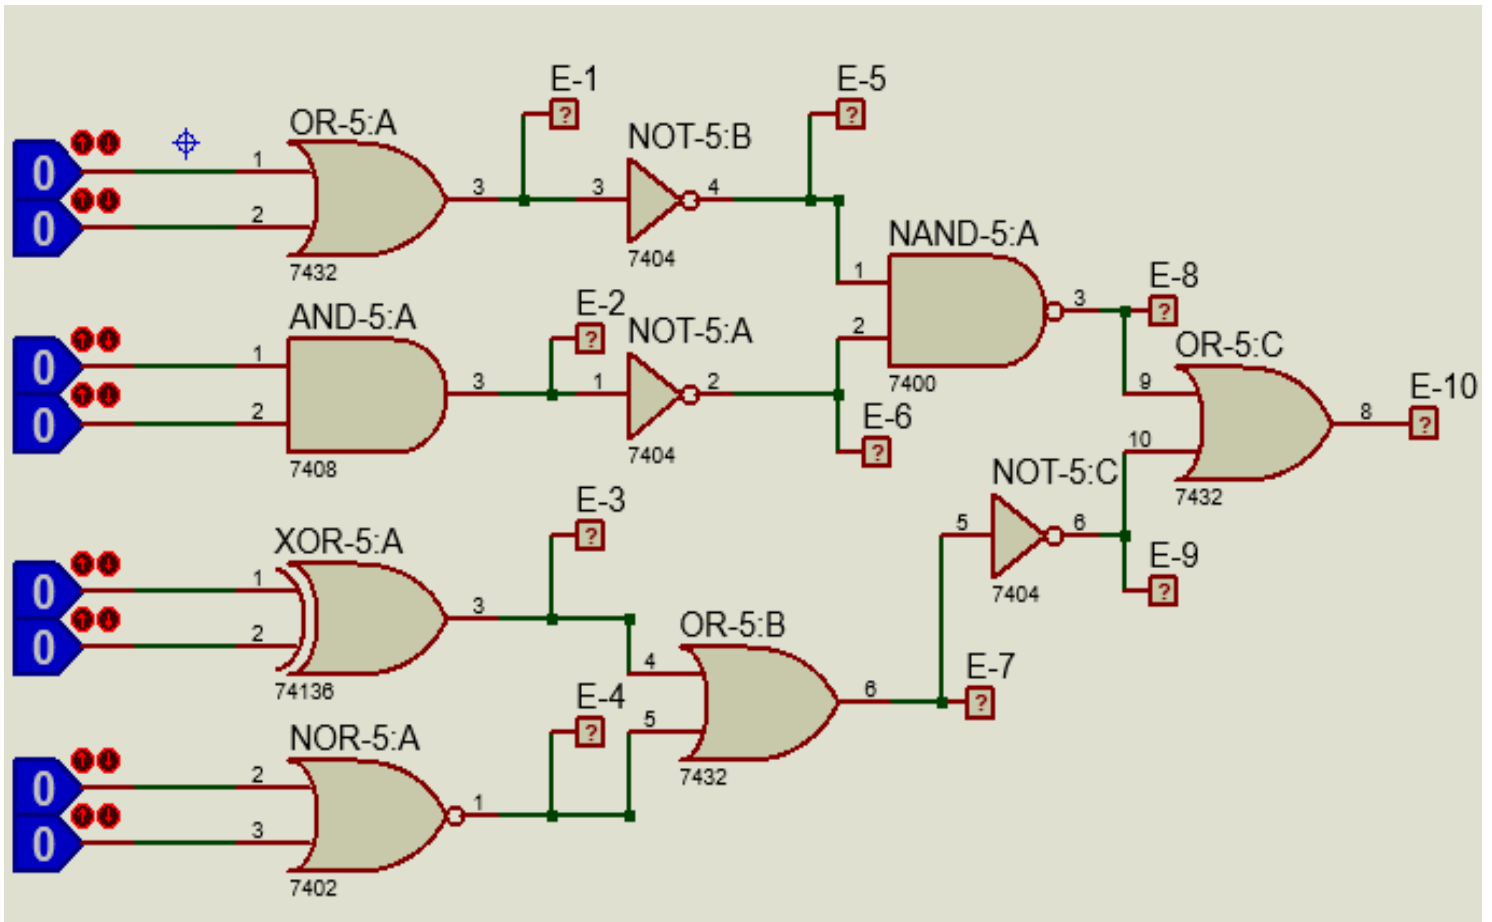 E-1
E-5
OR-5:A
NOT-5:B
0
1
3
3
4
0
2
7432
7404
?
?
NAND-5:A
1
E-8
?
3
E-2
?
AND-5:A
NOT-5:A
2
OR-5:C
0
1
7400
3
1
2
9
E-10
0
2
E-6
8
?
7408
7404
?
10
NOT-5:C
7432
E-3
?
5
6
XOR-5:A
E-9
0
1
7404
?
3
OR-5:B
0
2
4
E-7
74136
E-4
6
?
?
5
NOR-5:A
7432
0
2
1
0
3
7402